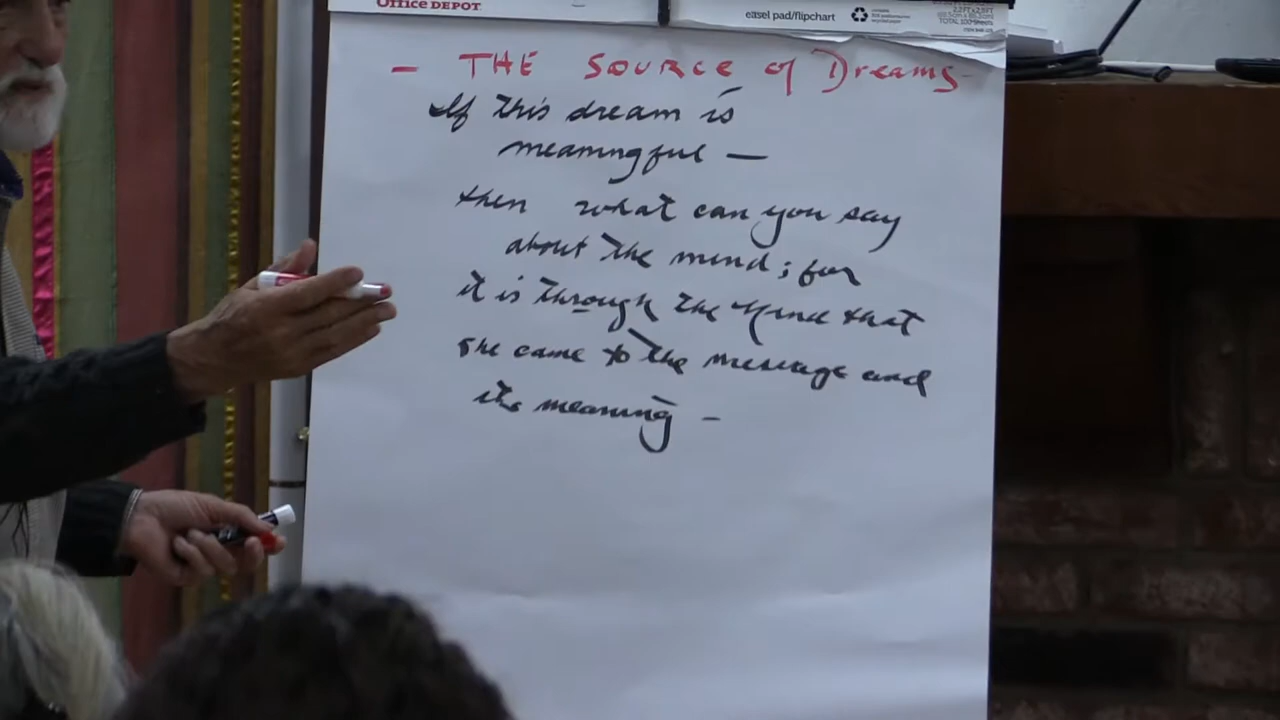 Office DEPOT
easel pad/flipchart
- THE SOURCE of Dreams -
If this dream is
meaningful —
then what can you say
about the mind; for
it is through the Mind that
she came to the message and
its meaning -